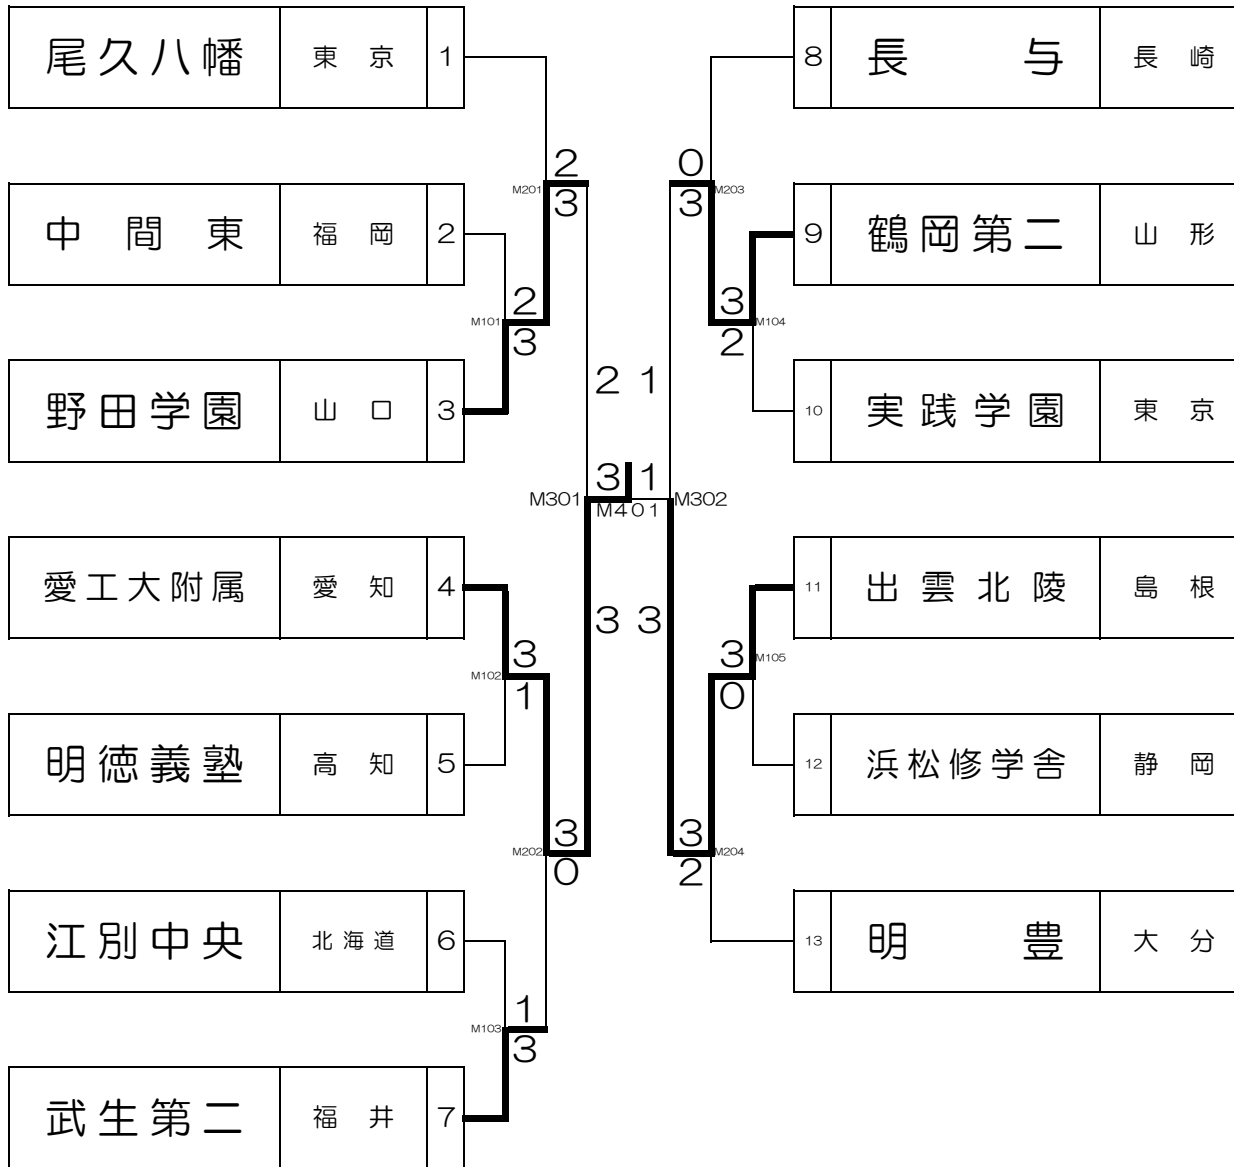 尾久八幡 東京 1
8 長与 長崎
2 0
M201 M203
3 3
中間東 福岡 2
9 鶴岡第二 山形
2 3
M101 M104
3 2
野田学園 山口 3
10 実践学園 東京
2 1
3 1
M301 M302
M401
愛工大附属 愛知 4
11 出雲北陵 島根
3 3
3 3
M102 M105
1 0
明徳義塾 高知 5
12 浜松修学舎 静岡
3 3
M202 M204
0 2
江別中央 北海道 6
13 明豊 大分
1
M103
3
武生第二 福井 7